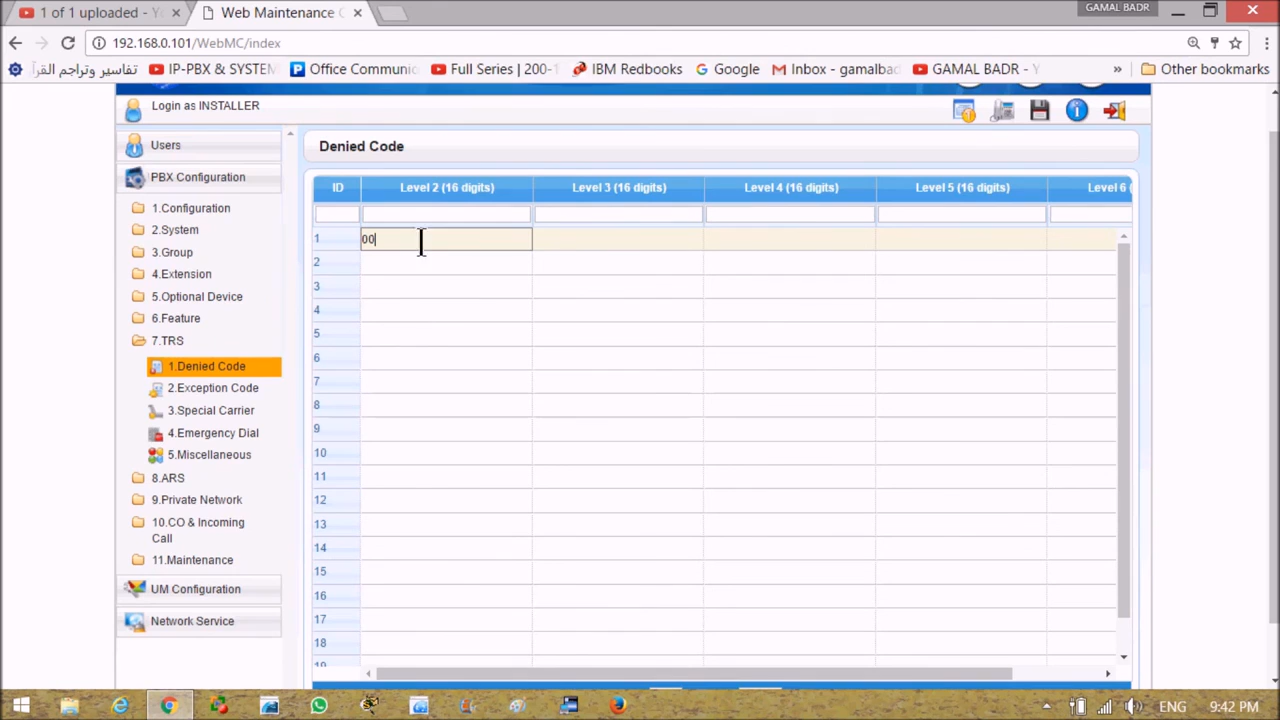 1 of 1 uploaded - Yo
Web Maintenance C
GAMAL BADR
192.168.0.101/WebMC/index
تفاسير وتراجم القرآ
IP-PBX & SYSTEM
Office Communic
Full Series | 200-1
IBM Redbooks
Google
Inbox - gamalbad
GAMAL BADR - Y
»
Other bookmarks
Login as INSTALLER
Users
PBX Configuration
1.Configuration
2.System
3.Group
4.Extension
5.Optional Device
6.Feature
7.TRS
1.Denied Code
2.Exception Code
3.Special Carrier
4.Emergency Dial
5.Miscellaneous
8.ARS
9.Private Network
10.CO & Incoming
Call
11.Maintenance
UM Configuration
Network Service
Denied Code
ID Level 2 (16 digits) Level 3 (16 digits) Level 4 (16 digits) Level 5 (16 digits) Level 6 (
1 00
2
3
4
5
6
7
8
9
10
11
12
13
14
15
16
17
18
19
ENG 9:42 PM